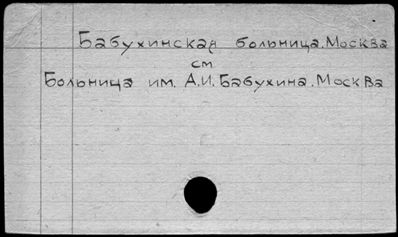 Бабухинская больница. Москва
см
Больница им. А.И. Бабухина. Москва